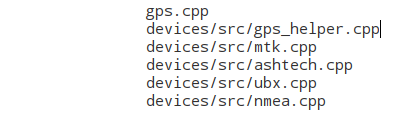 gps.cpp
devices/src/gps_helper.cpp
devices/src/mtk.cpp
devices/src/ashtech.cpp
devices/src/ubx.cpp
devices/src/nmea.cpp